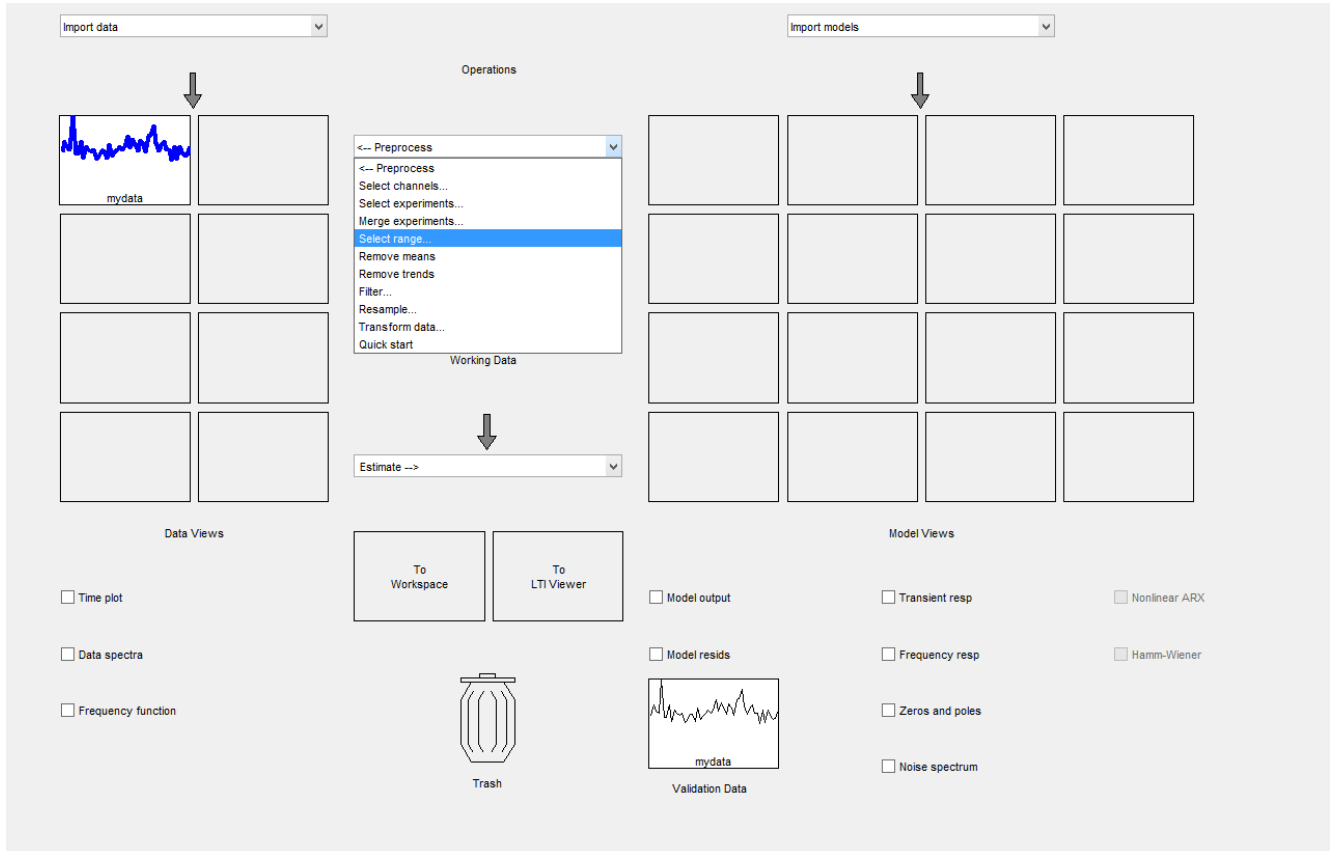 Import data
Import models
Operations
mydata
<-- Preprocess
<-- Preprocess
Select channels...
Select experiments...
Merge experiments...
Select range...
Remove means
Remove trends
Filter...
Resample...
Transform data...
Quick start
Working Data
Estimate -->
Data Views
Model Views
To
Workspace
To
LTI Viewer
Time plot
Data spectra
Frequency function
Model output
Transient resp
Nonlinear ARX
Model resids
Frequency resp
Hamm-Wiener
Zeros and poles
Noise spectrum
mydata
Trash
Validation Data